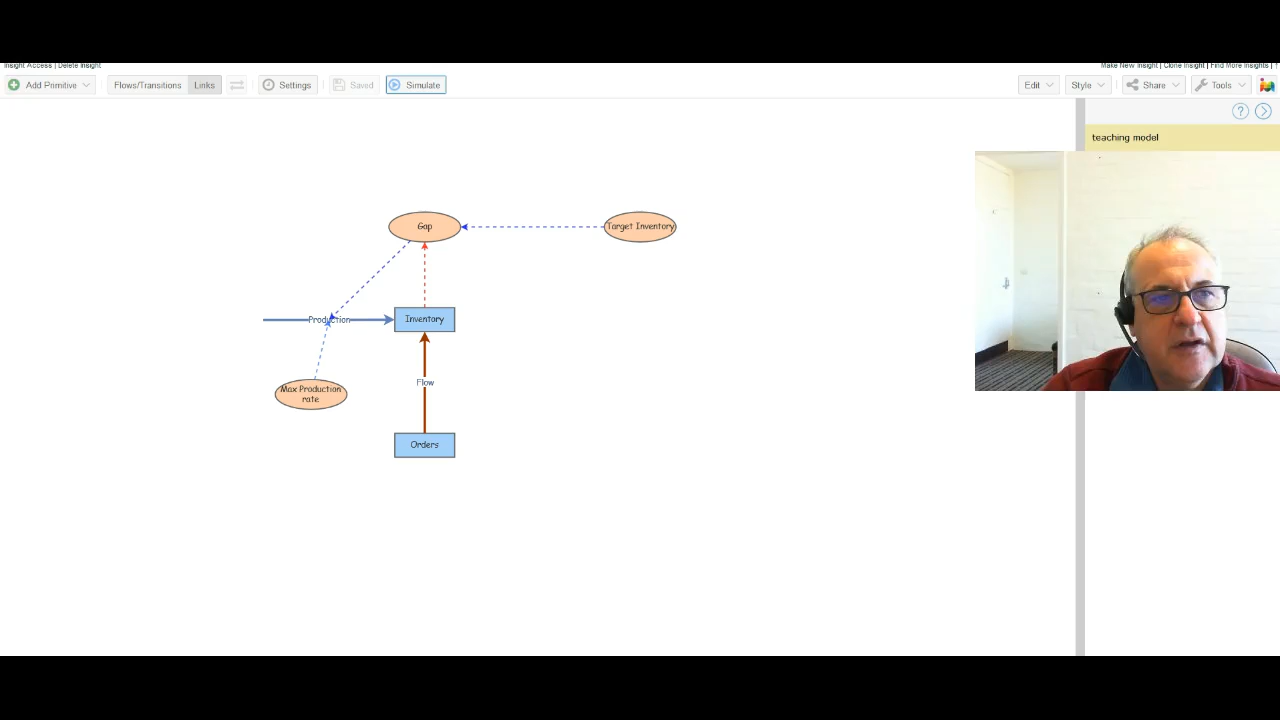 Insight Access | Delete Insight
Make New Insight | Clone Insight | Find More Insights |
Add Primitive
Flows/Transitions
Links
Settings
Saved
Simulate
Edit
Style
Share
Tools
?
teaching model
Gap
Target Inventory
Production
Inventory
Flow
Max Production
rate
Orders